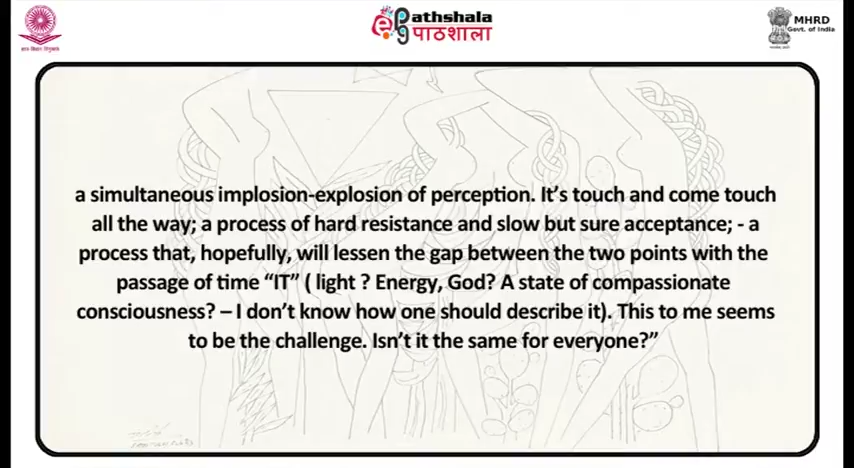 ePathshala
पाठशाला
MHRD
Govt. of India
a simultaneous implosion-explosion of perception. It’s touch and come touch
all the way; a process of hard resistance and slow but sure acceptance; - a
process that, hopefully, will lessen the gap between the two points with the
passage of time “IT” ( light ? Energy, God? A state of compassionate
consciousness? – I don’t know how one should describe it). This to me seems
to be the challenge. Isn’t it the same for everyone?”